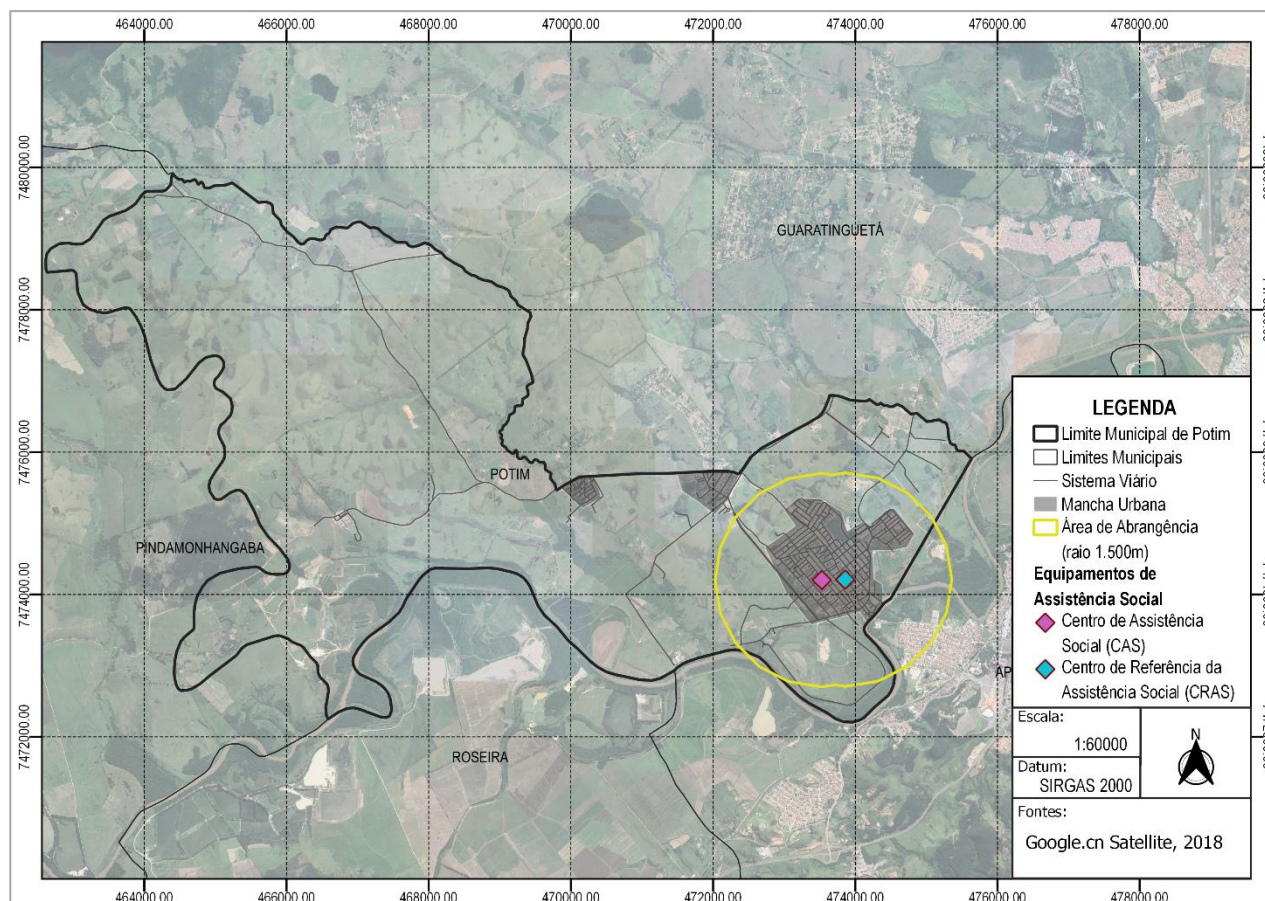 464000.00 466000.00 468000.00 470000.00 472000.00 474000.00 476000.00 478000.00
7480000.00
7478000.00
7476000.00
7474000.00
7472000.00
GUARATINGUETÁ
POTIM
PINDAMONHANGABA
ROSEIRA
AP
LEGENDA
Limite Municipal de Potim
Limites Municipais
Sistema Viário
Mancha Urbana
Área de Abrangência
(raio 1.500m)
Equipamentos de
Assistência Social
Centro de Assistência
Social (CAS)
Centro de Referência da
Assistência Social (CRAS)
Escala:
1:60000
Datum:
SIRGAS 2000
N
Fontes:
Google.cn Satellite, 2018
464000.00 466000.00 468000.00 470000.00 472000.00 474000.00 476000.00 478000.00